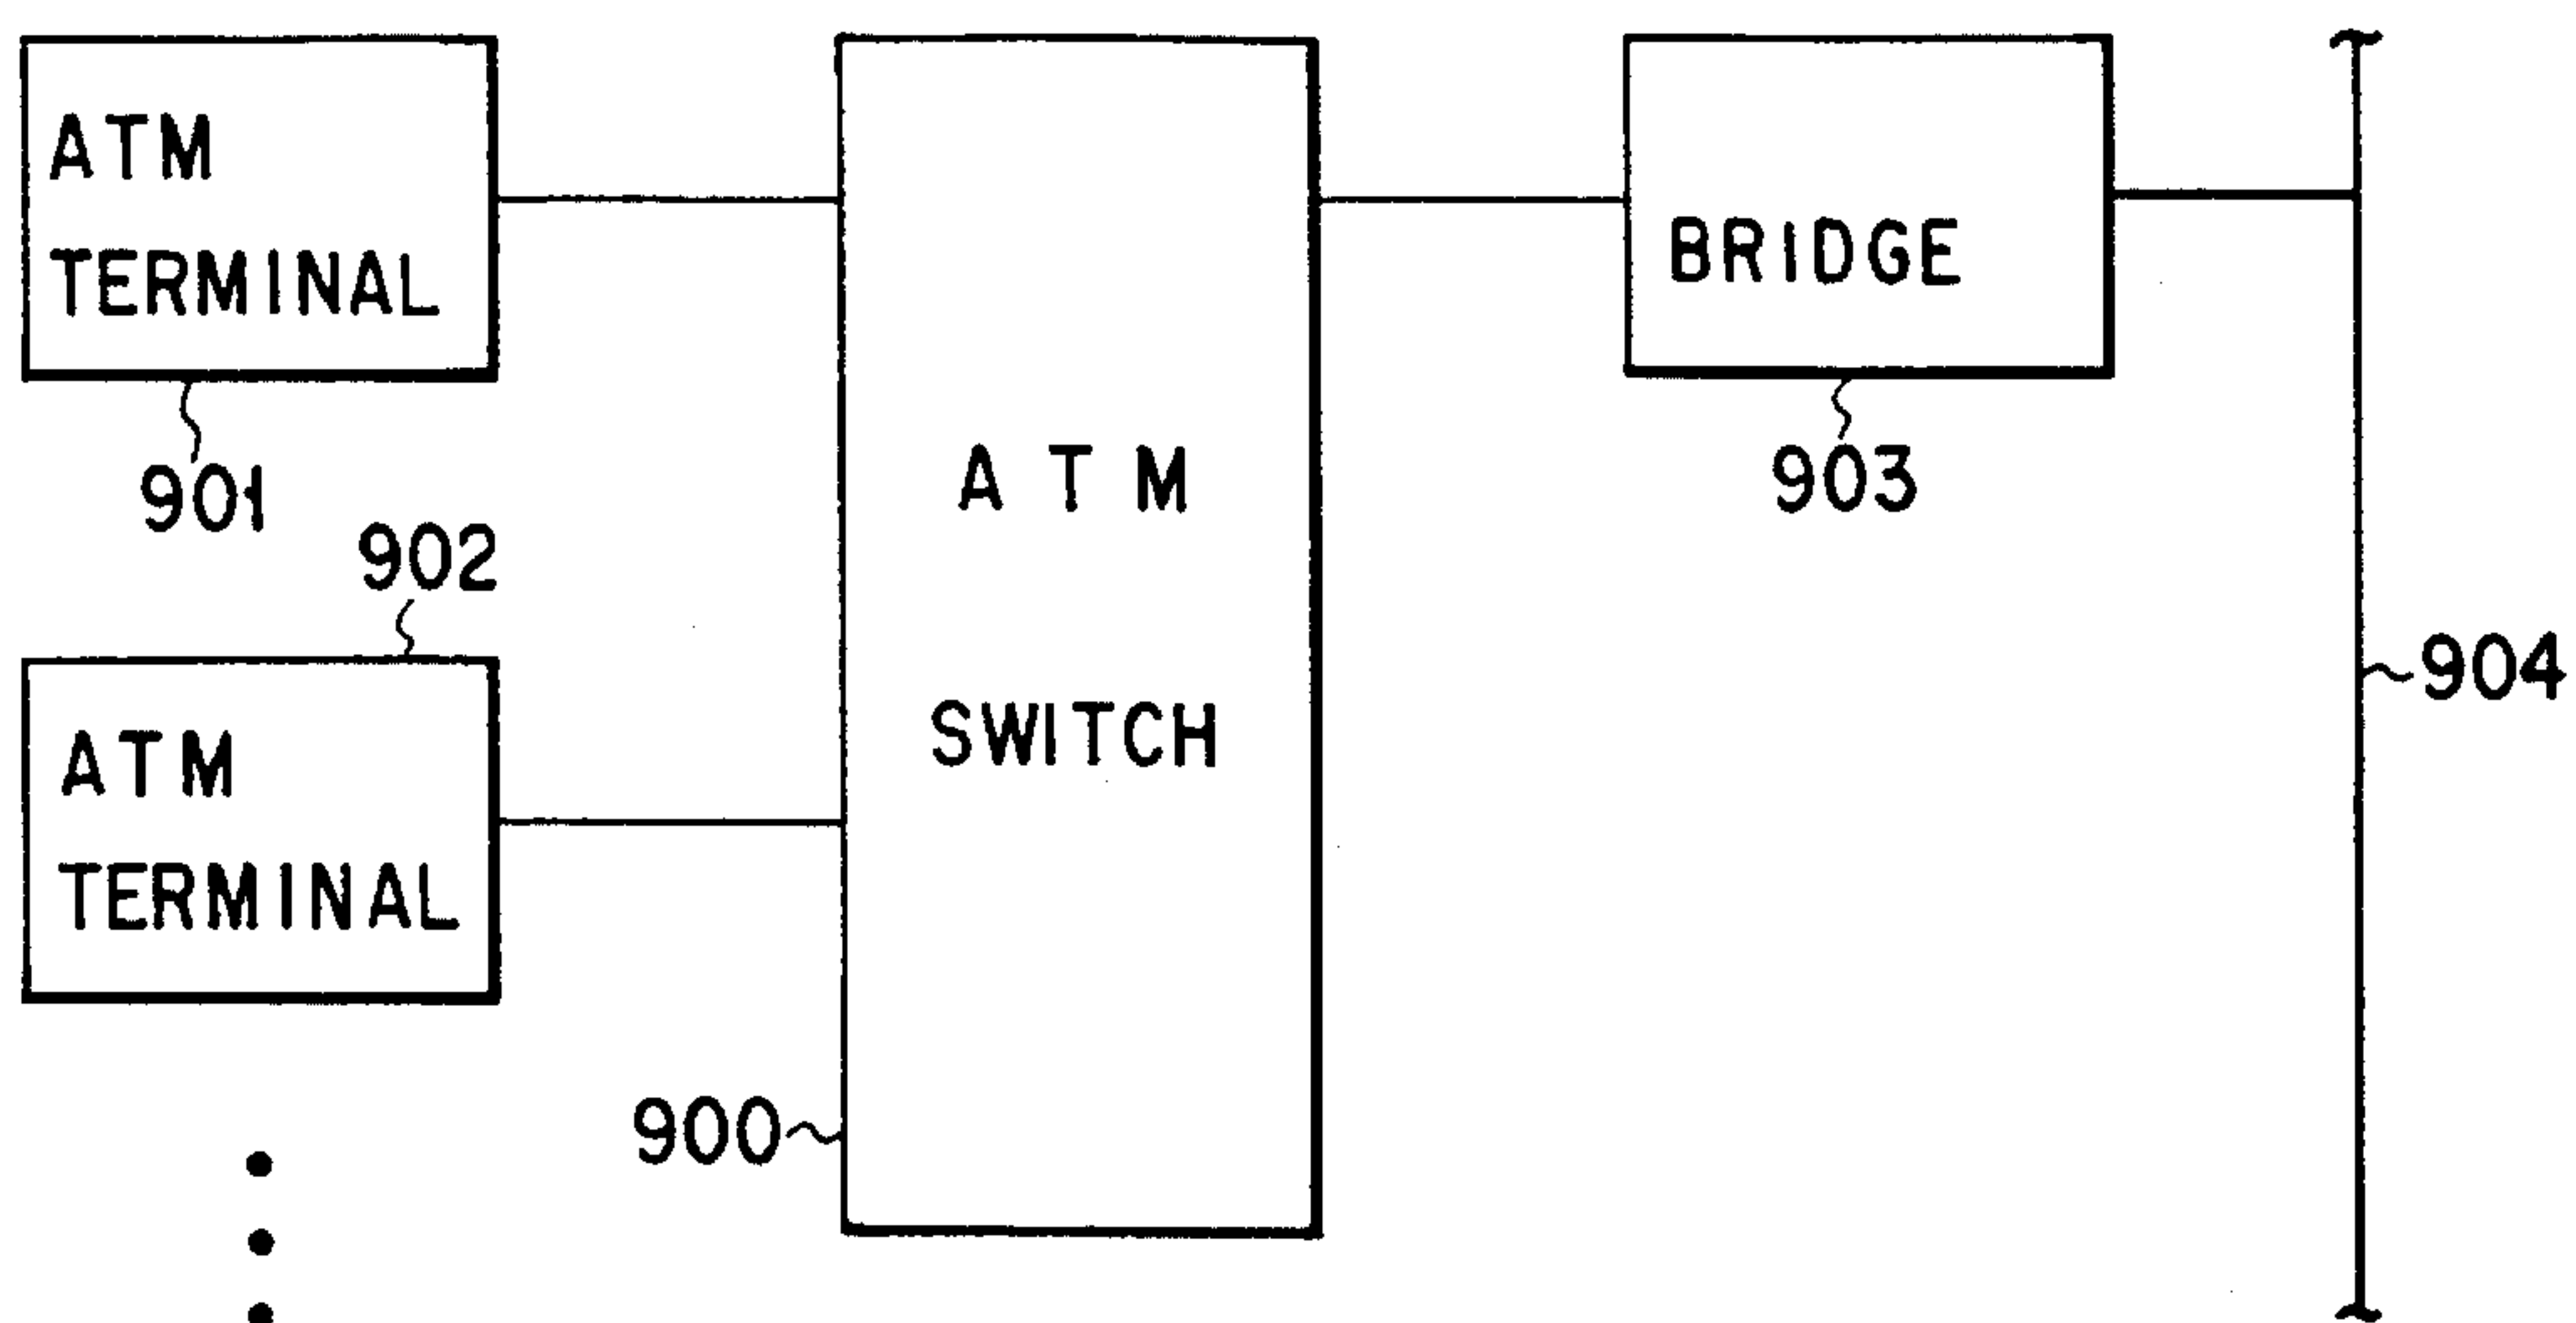 ATM
TERMINAL
901
902
ATM
TERMINAL
ATM
SWITCH
900
BRIDGE
903
904